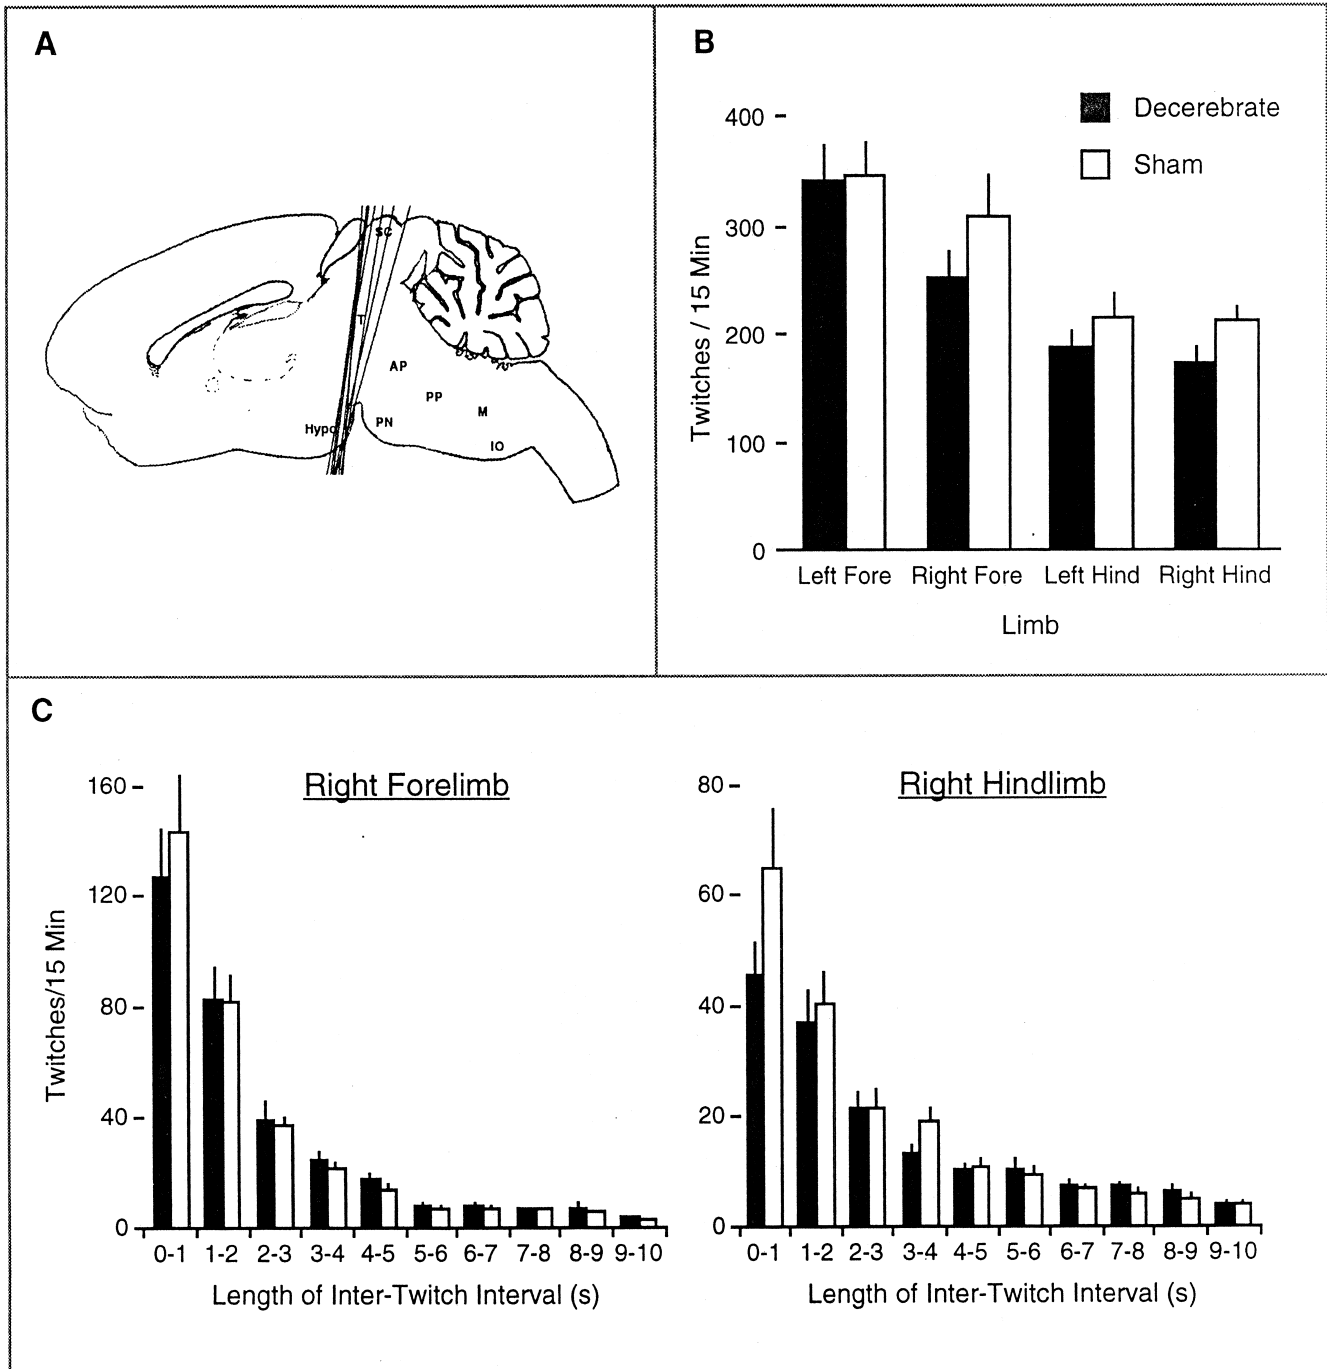 A
SC
T
AP
PP
M
Hypo
PN
IO
B
Decerebrate
Sham
400
300
200
100
0
Twitches / 15 Min
Left Fore Right Fore Left Hind Right Hind
Limb
C
Right Forelimb
160
120
80
40
0
Twitches/15 Min
0-1 1-2 2-3 3-4 4-5 5-6 6-7 7-8 8-9 9-10
Length of Inter-Twitch Interval (s)
Right Hindlimb
80
60
40
20
0
0-1 1-2 2-3 3-4 4-5 5-6 6-7 7-8 8-9 9-10
Length of Inter-Twitch Interval (s)